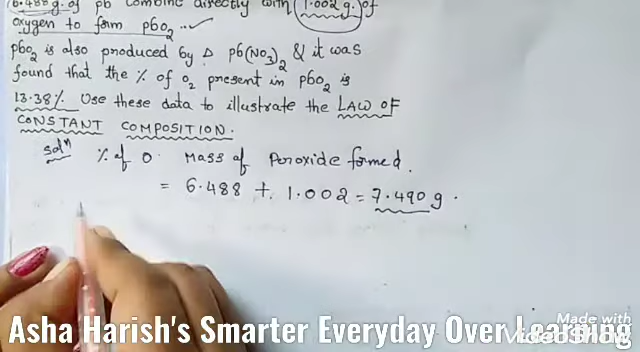 6.488 g. of Pb combine directly with 1.002 g. of
oxygen to form PbO₂
PbO₂ is also produced by Δ Pb(NO₃)₂ & it was
found that the % of O₂ present in PbO₂ is
13.38%. Use these data to illustrate the LAW OF
CONSTANT COMPOSITION.
Solⁿ % of O. Mass of Peroxide formed.
= 6.488 + 1.002 = 7.490 g.
Made with
VideoShow
Asha Harish's Smarter Everyday Over Learning